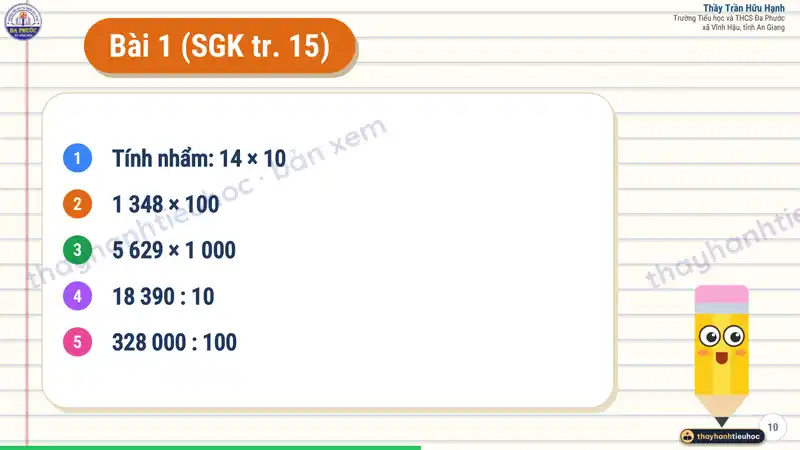 Thầy Trần Hữu Hạnh
Trường Tiểu học và THCS Đa Phước
xã Vĩnh Hậu, tỉnh An Giang
ĐA PHƯỚC
Bài 1 (SGK tr. 15)
1 Tính nhẩm: 14 × 10
2 1 348 × 100
3 5 629 × 1 000
4 18 390 : 10
5 328 000 : 100
thayhanhtieuhoc · bản xem
thayhanhtieuhoc
thayhanhtieuhoc
10